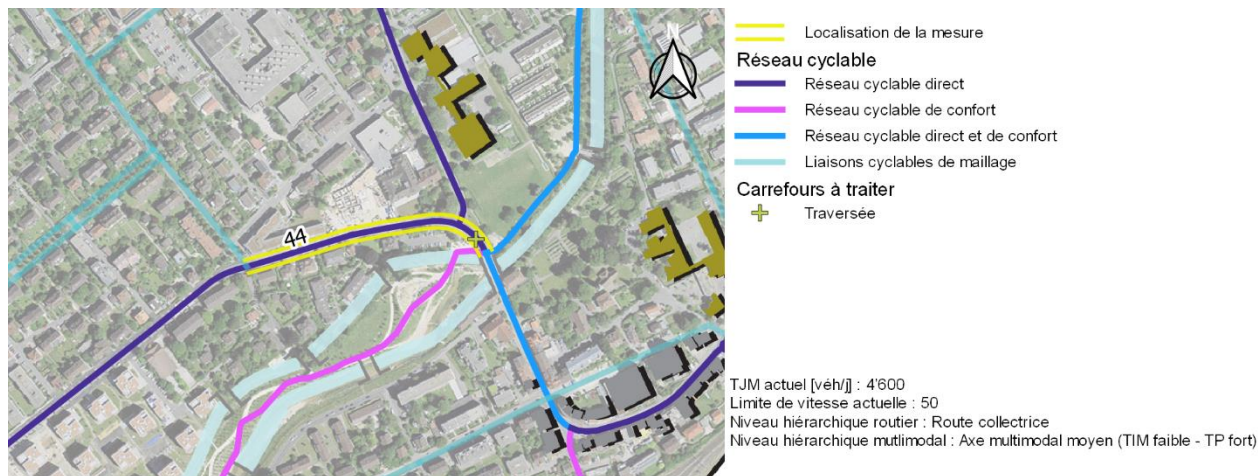 44
Localisation de la mesure
Réseau cyclable
Réseau cyclable direct
Réseau cyclable de confort
Réseau cyclable direct et de confort
Liaisons cyclables de maillage
Carrefours à traiter
Traversée
TJM actuel [véh/j] : 4'600
Limite de vitesse actuelle : 50
Niveau hiérarchique routier : Route collectrice
Niveau hiérarchique mutlimodal : Axe multimodal moyen (TIM faible - TP fort)